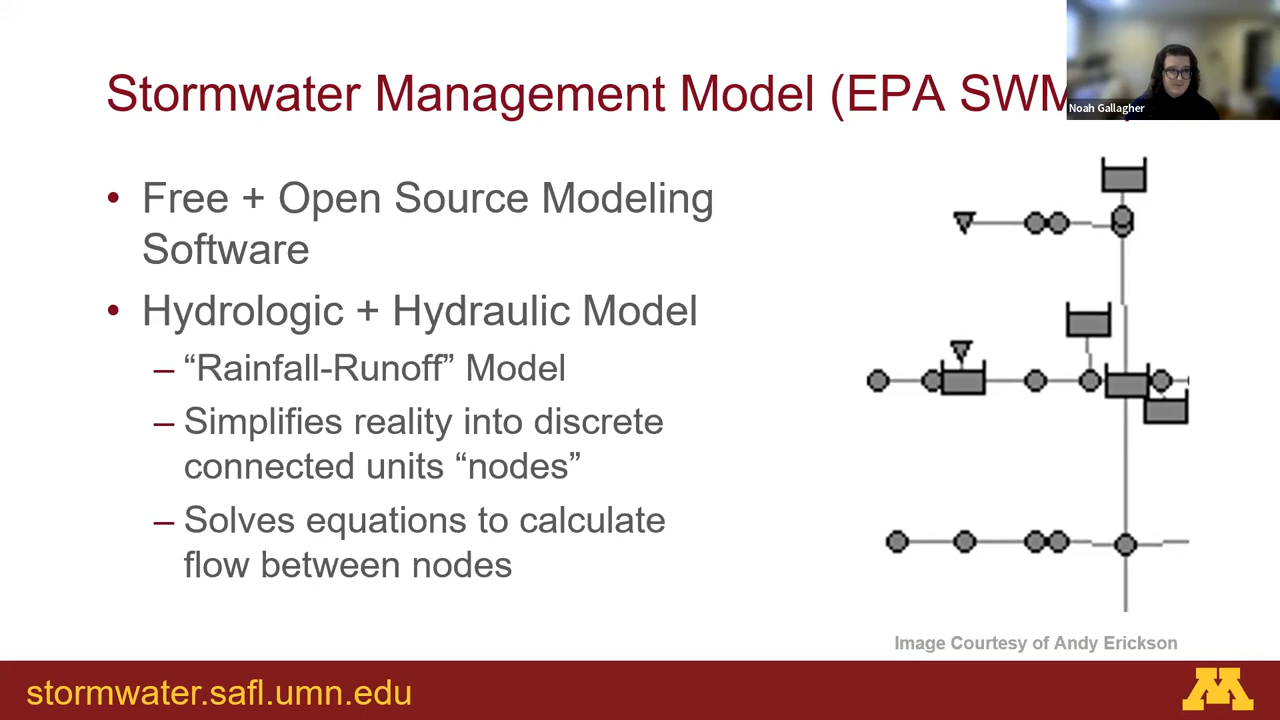 Stormwater Management Model (EPA SWM
Noah Gallagher
• Free + Open Source Modeling
Software
• Hydrologic + Hydraulic Model
– “Rainfall-Runoff” Model
– Simplifies reality into discrete
connected units “nodes”
– Solves equations to calculate
flow between nodes
Image Courtesy of Andy Erickson
stormwater.safl.umn.edu
M